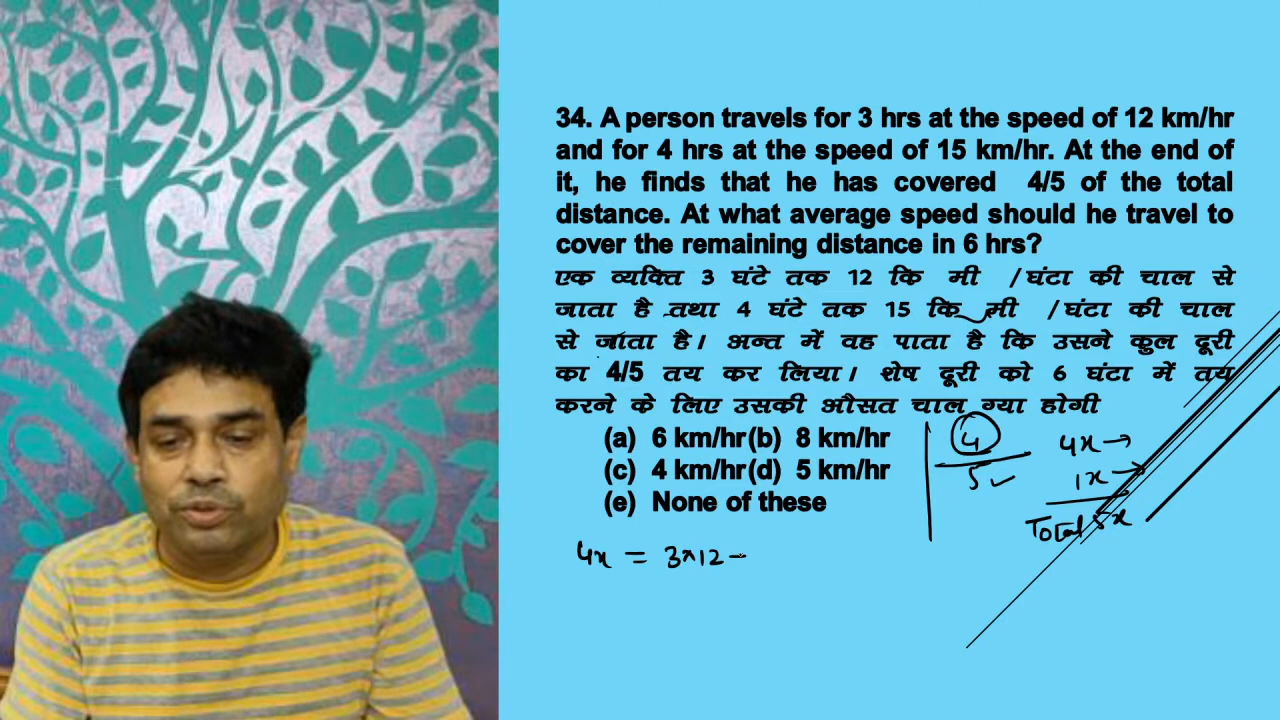 34. A person travels for 3 hrs at the speed of 12 km/hr
and for 4 hrs at the speed of 15 km/hr. At the end of
it, he finds that he has covered 4/5 of the total
distance. At what average speed should he travel to
cover the remaining distance in 6 hrs?
एक व्यक्ति 3 घंटे तक 12 कि मी /घंटा की चाल से
जाता है तथा 4 घंटे तक 15 कि मी /घंटा की चाल
से जाता है। अन्त में वह पाता है कि उसने कुल दूरी
का 4/5 तय कर लिया। शेष दूरी को 6 घंटा में तय
करने के लिए उसकी औसत चाल ग्या होगी
(a) 6 km/hr(b) 8 km/hr
(c) 4 km/hr(d) 5 km/hr
(e) None of these
4
5
4x →
1x →
Total 5x
4x = 3×12 -